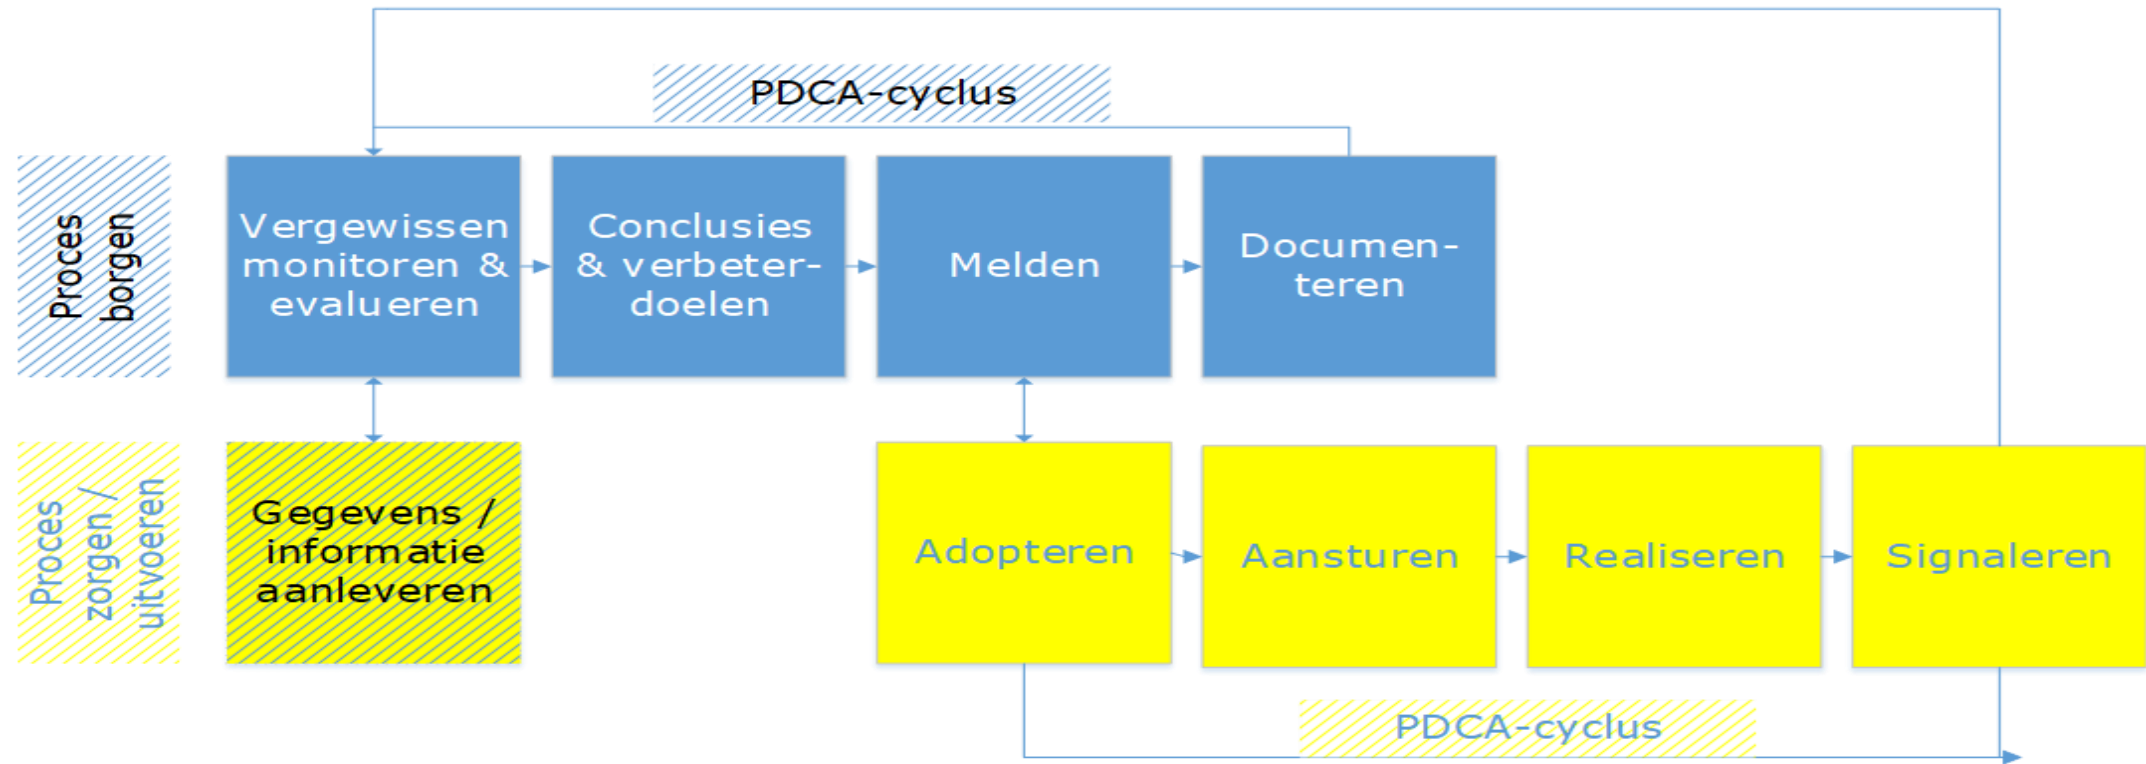 PDCA-cyclus
Proces
borgen
Vergewissen
monitoren &
evalueren
Conclusies
& verbeter-
doelen
Melden
Documen-
teren
Proces
zorgen /
uitvoeren
Gegevens /
informatie
aanleveren
Adopteren
Aansturen
Realiseren
Signaleren
PDCA-cyclus